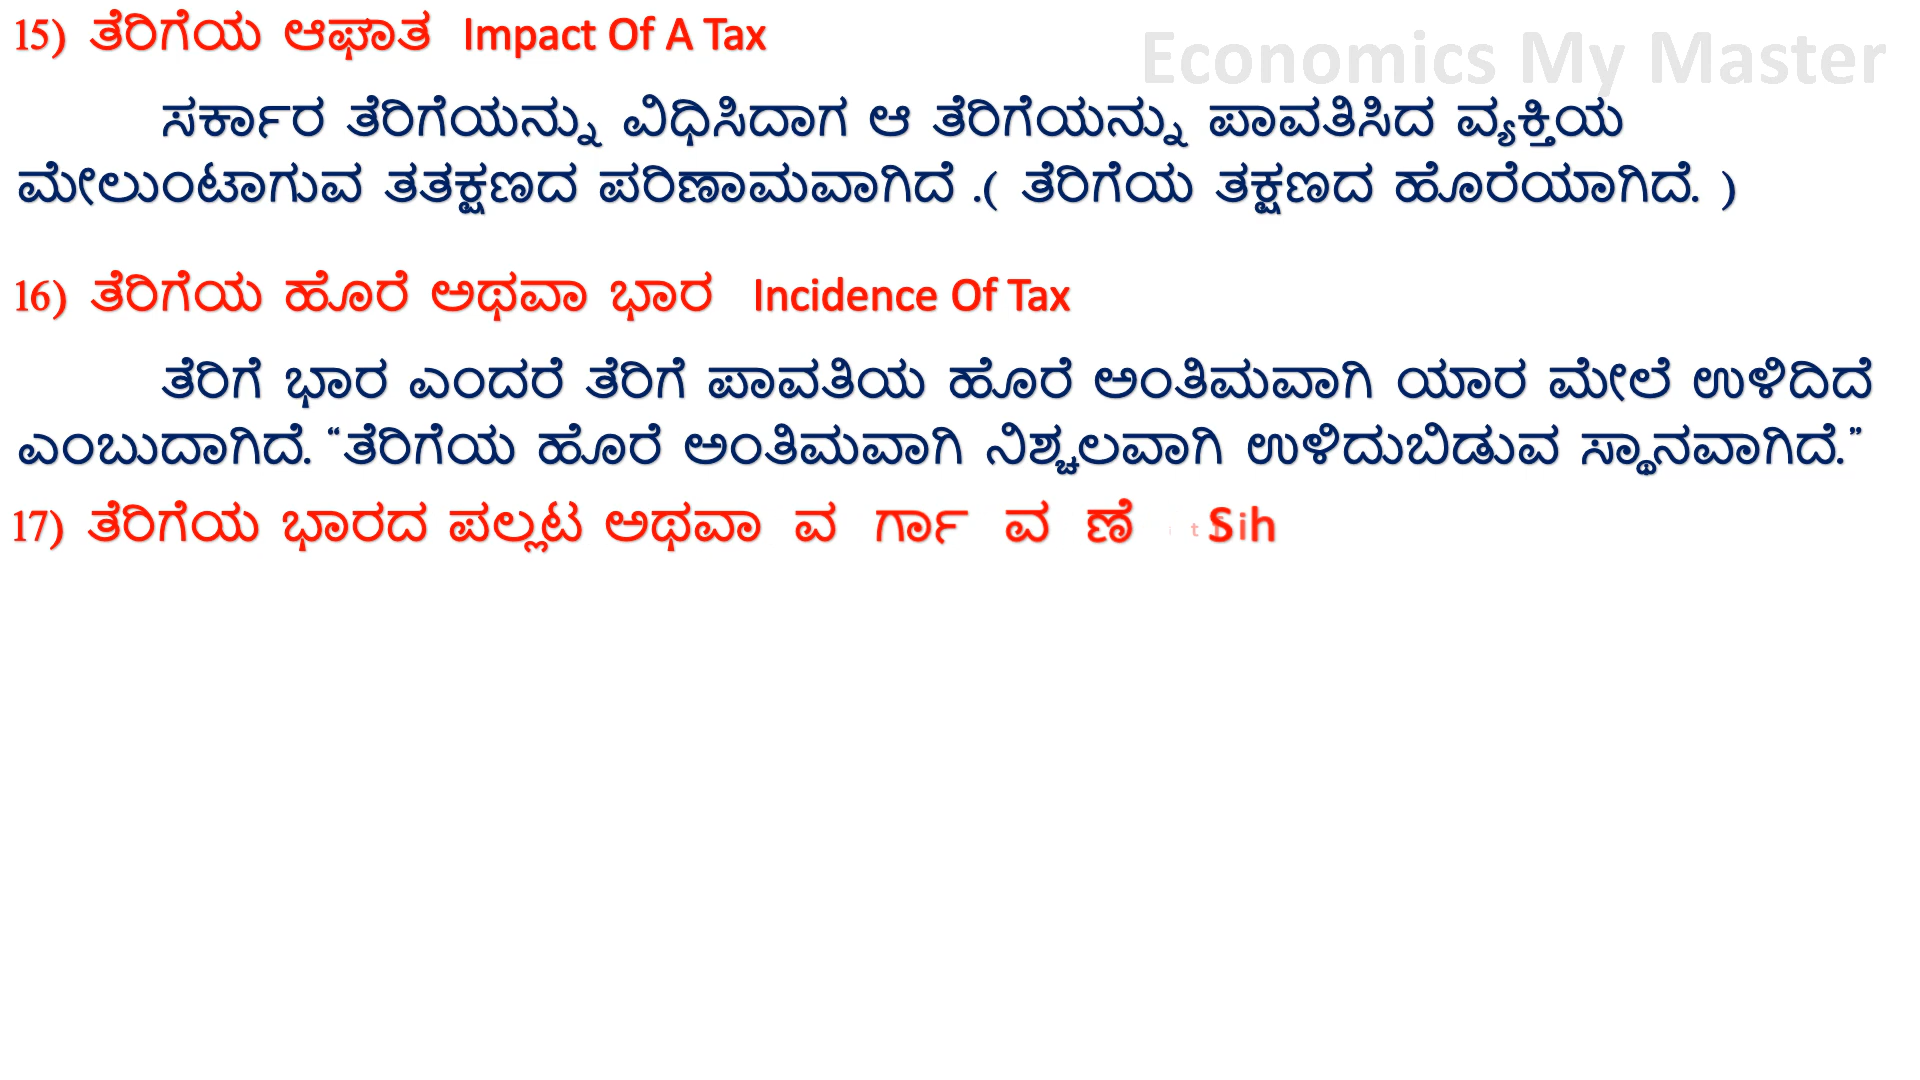 15) ತೆರಿಗೆಯ ಆಘಾತ Impact Of A Tax
Economics My Master
ಸರ್ಕಾರ ತೆರಿಗೆಯನ್ನು ವಿಧಿಸಿದಾಗ ಆ ತೆರಿಗೆಯನ್ನು ಪಾವತಿಸಿದ ವ್ಯಕ್ತಿಯ
ಮೇಲುಂಟಾಗುವ ತತಕ್ಷಣದ ಪರಿಣಾಮವಾಗಿದೆ .( ತೆರಿಗೆಯ ತಕ್ಷಣದ ಹೊರೆಯಾಗಿದೆ. )
16) ತೆರಿಗೆಯ ಹೊರೆ ಅಥವಾ ಭಾರ Incidence Of Tax
ತೆರಿಗೆ ಭಾರ ಎಂದರೆ ತೆರಿಗೆ ಪಾವತಿಯ ಹೊರೆ ಅಂತಿಮವಾಗಿ ಯಾರ ಮೇಲೆ ಉಳಿದಿದೆ
ಎಂಬುದಾಗಿದೆ. “ತೆರಿಗೆಯ ಹೊರೆ ಅಂತಿಮವಾಗಿ ನಿಶ್ಚಲವಾಗಿ ಉಳಿದುಬಿಡುವ ಸ್ಥಾನವಾಗಿದೆ.”
17) ತೆರಿಗೆಯ ಭಾರದ ಪಲ್ಲಟ ಅಥವಾ ವ ರ್ಗಾ ವ ಣೆ